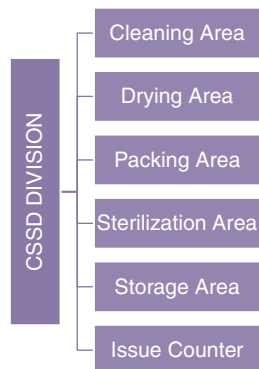 CSSD DIVISION
Cleaning Area
Drying Area
Packing Area
Sterilization Area
Storage Area
Issue Counter